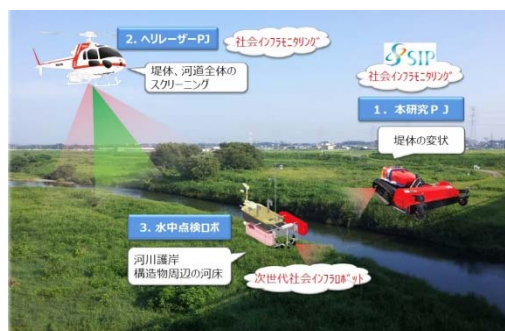 2. ヘリレーザーPJ
社会インフラモニタリング
堤体、河道全体の
スクリーニング
SIP
社会インフラモニタリング
1. 本研究PJ
堤体の変状
3. 水中点検ロボ
河川護岸
構造物周辺の河床
次世代社会インフラロボット